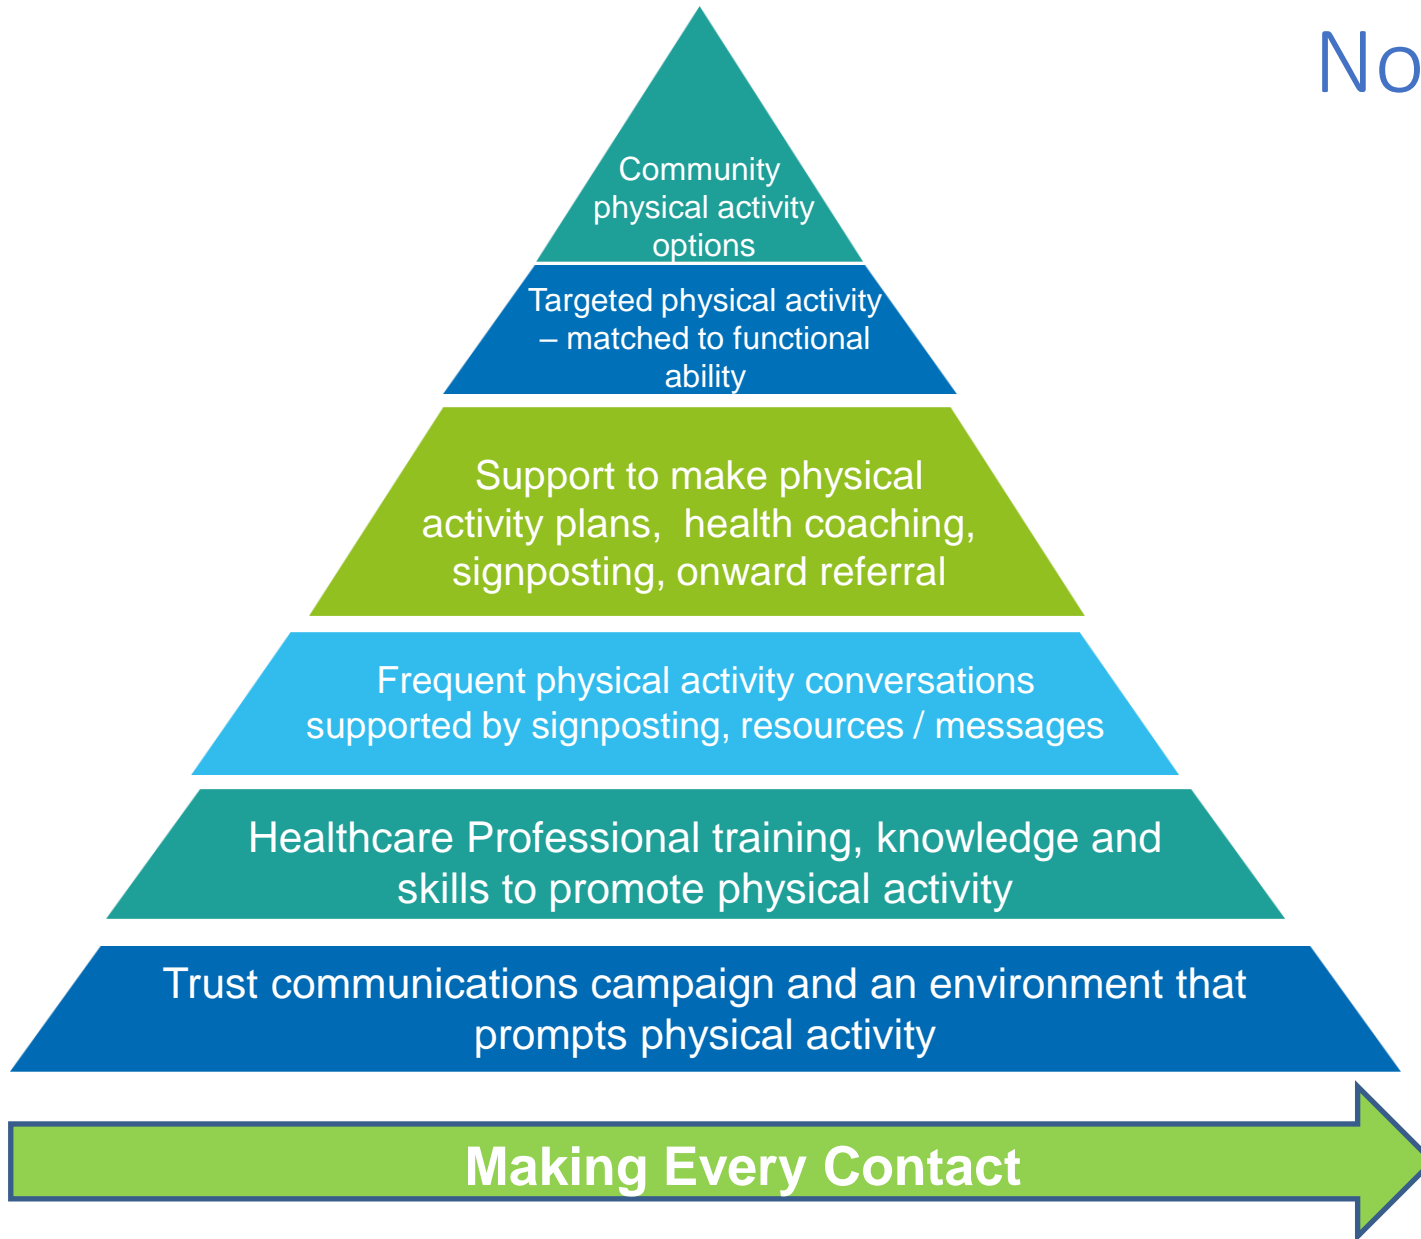 No
Community
physical activity
options
Targeted physical activity
– matched to functional
ability
Support to make physical
activity plans,  health coaching,
signposting, onward referral
Frequent physical activity conversations
supported by signposting, resources / messages
Healthcare Professional training, knowledge and
skills to promote physical activity
Trust communications campaign and an environment that
prompts physical activity
Making Every Contact